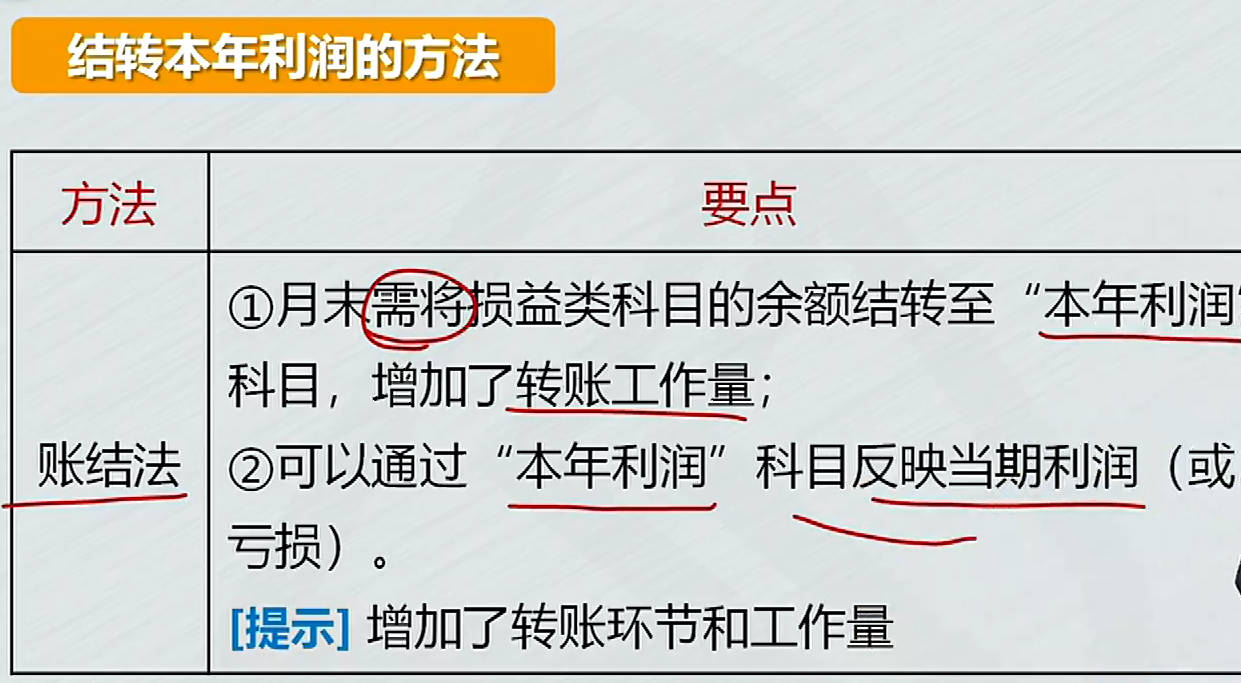 结转本年利润的方法
方法
要点
账结法
①月末需将损益类科目的余额结转至“本年利润”
科目，增加了转账工作量；
②可以通过“本年利润”科目反映当期利润（或
亏损）。
[提示] 增加了转账环节和工作量